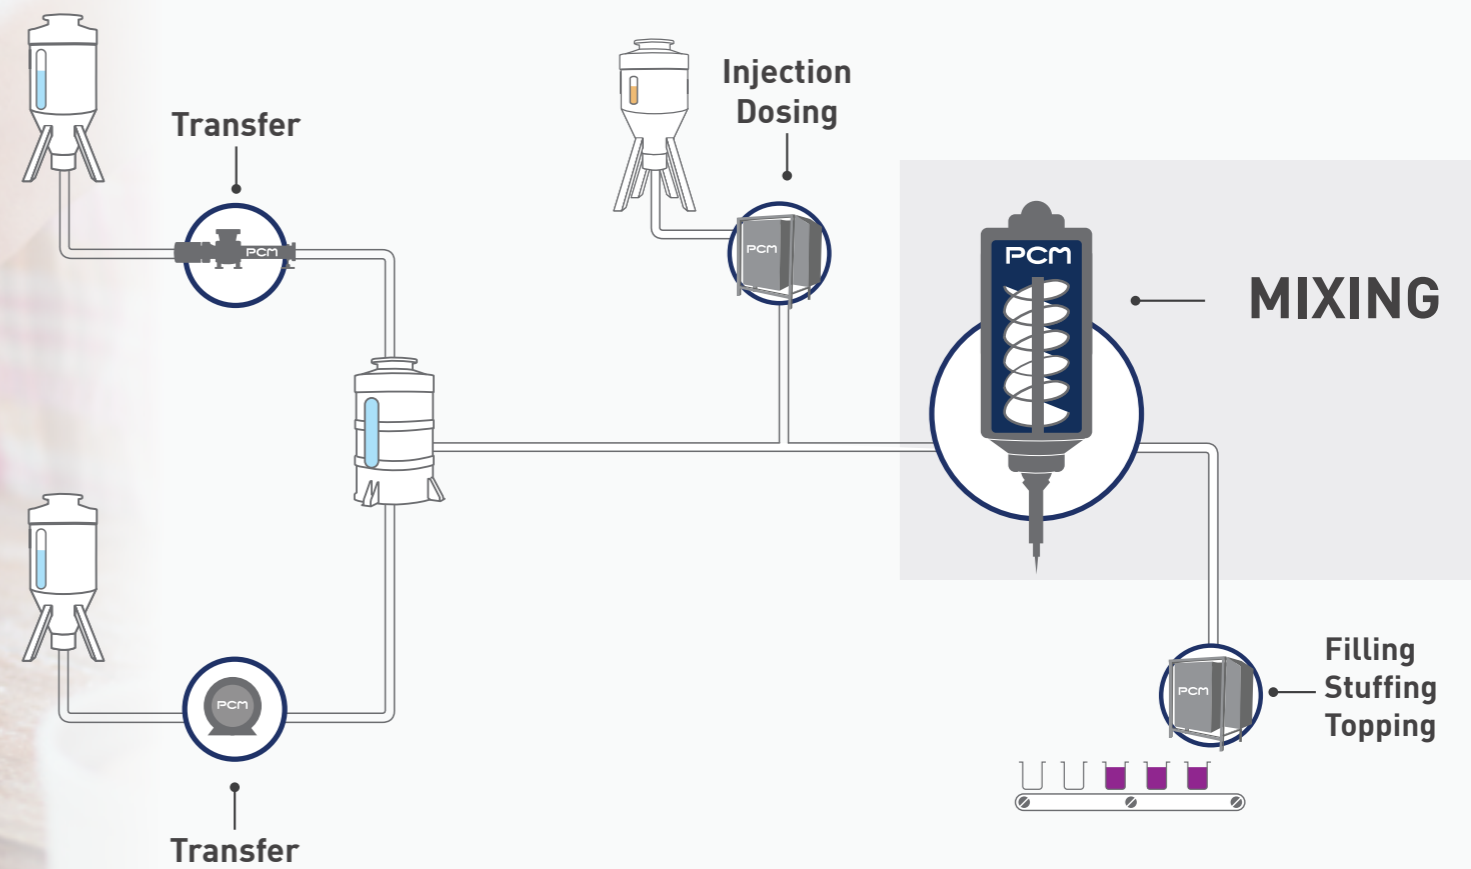 Transfer
PCM
Injection
Dosing
PCM
PCM
MIXING
PCM
Transfer
Filling
Stuffing
Topping
PCM